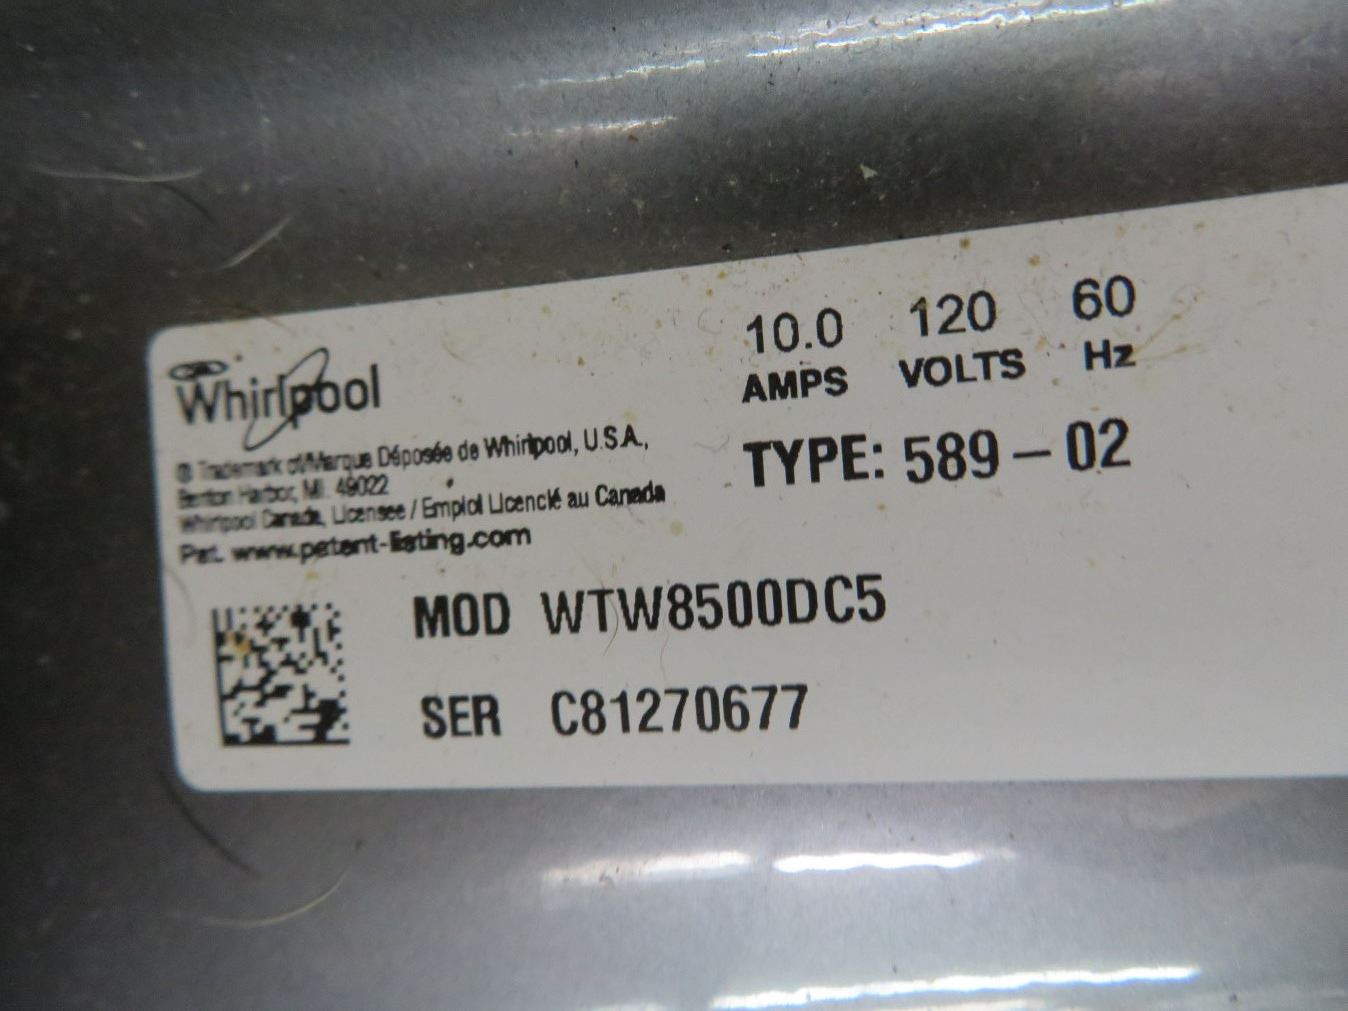 Whirlpool
® Trademark of/Marque Déposée de Whirlpool, U.S.A.,
Benton Harbor, MI. 49022
Whirlpool Canada, Licensee / Emploi Licencié au Canada
Pat. www.patent-listing.com
10.0 120 60
AMPS VOLTS Hz
TYPE: 589-02
MOD WTW8500DC5
SER C81270677